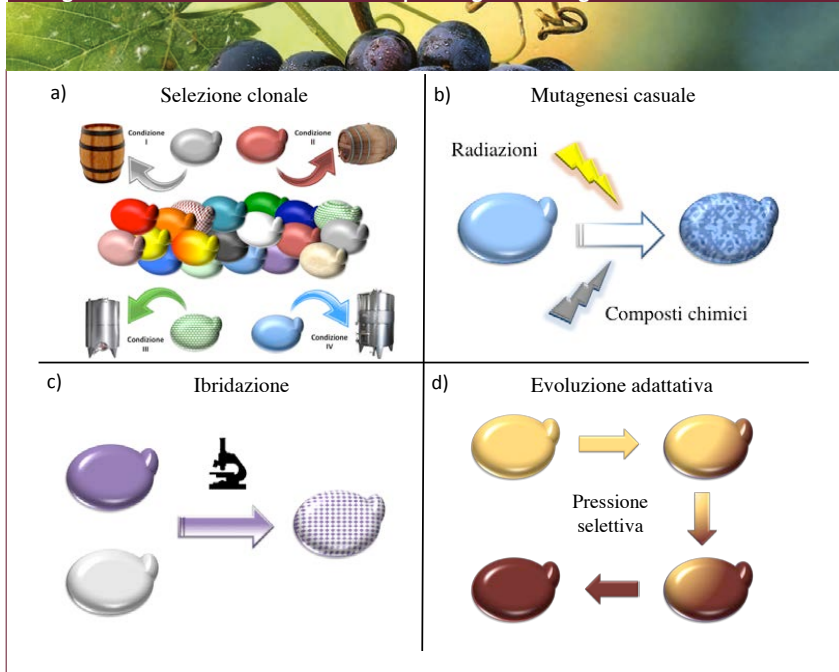 a)
Selezione clonale
Condizione
I
Condizione
II
Condizione
III
Condizione
IV
b)
Mutagenesi casuale
Radiazioni
Composti chimici
c)
Ibridazione
d)
Evoluzione adattativa
Pressione
selettiva